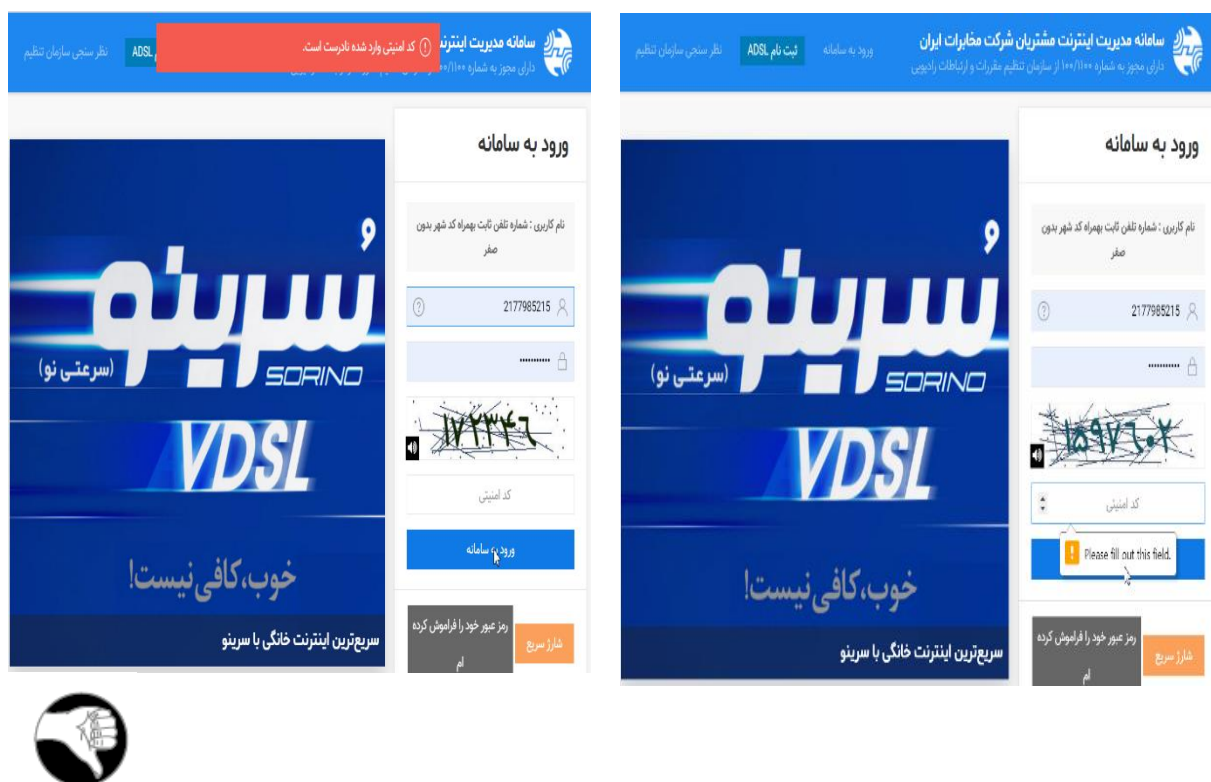 سامانه مدیریت اینترنت
کد امنیتی وارد شده نادرست است.
ADSL
نظر سنجی سازمان تنظیم
دارای مجوز به شماره ۱۰۰/۱۱۰۰
ورود به سامانه
نام کاربری : شماره تلفن ثابت بهمراه کد شهر بدون
صفر
2177985215
۱۷۲۳۴۶
کد امنیتی
ورود به سامانه
رمز عبور خود را فراموش کرده
ام
شارژ سریع
سرینو
SORINO
(سرعتی نو)
VDSL
خوب، کافی نیست!
سریع‌ترین اینترنت خانگی با سرینو
سامانه مدیریت اینترنت مشتریان شرکت مخابرات ایران
دارای مجوز به شماره ۱۰۰/۱۱۰۰ از سازمان تنظیم مقررات و ارتباطات رادیویی
ورود به سامانه
ثبت نام ADSL
نظر سنجی سازمان تنظیم
ورود به سامانه
نام کاربری : شماره تلفن ثابت بهمراه کد شهر بدون
صفر
2177985215
۱۵۹۷۶۰۲
کد امنیتی
Please fill out this field.
رمز عبور خود را فراموش کرده
ام
شارژ سریع
سرینو
SORINO
(سرعتی نو)
VDSL
خوب، کافی نیست!
سریع‌ترین اینترنت خانگی با سرینو